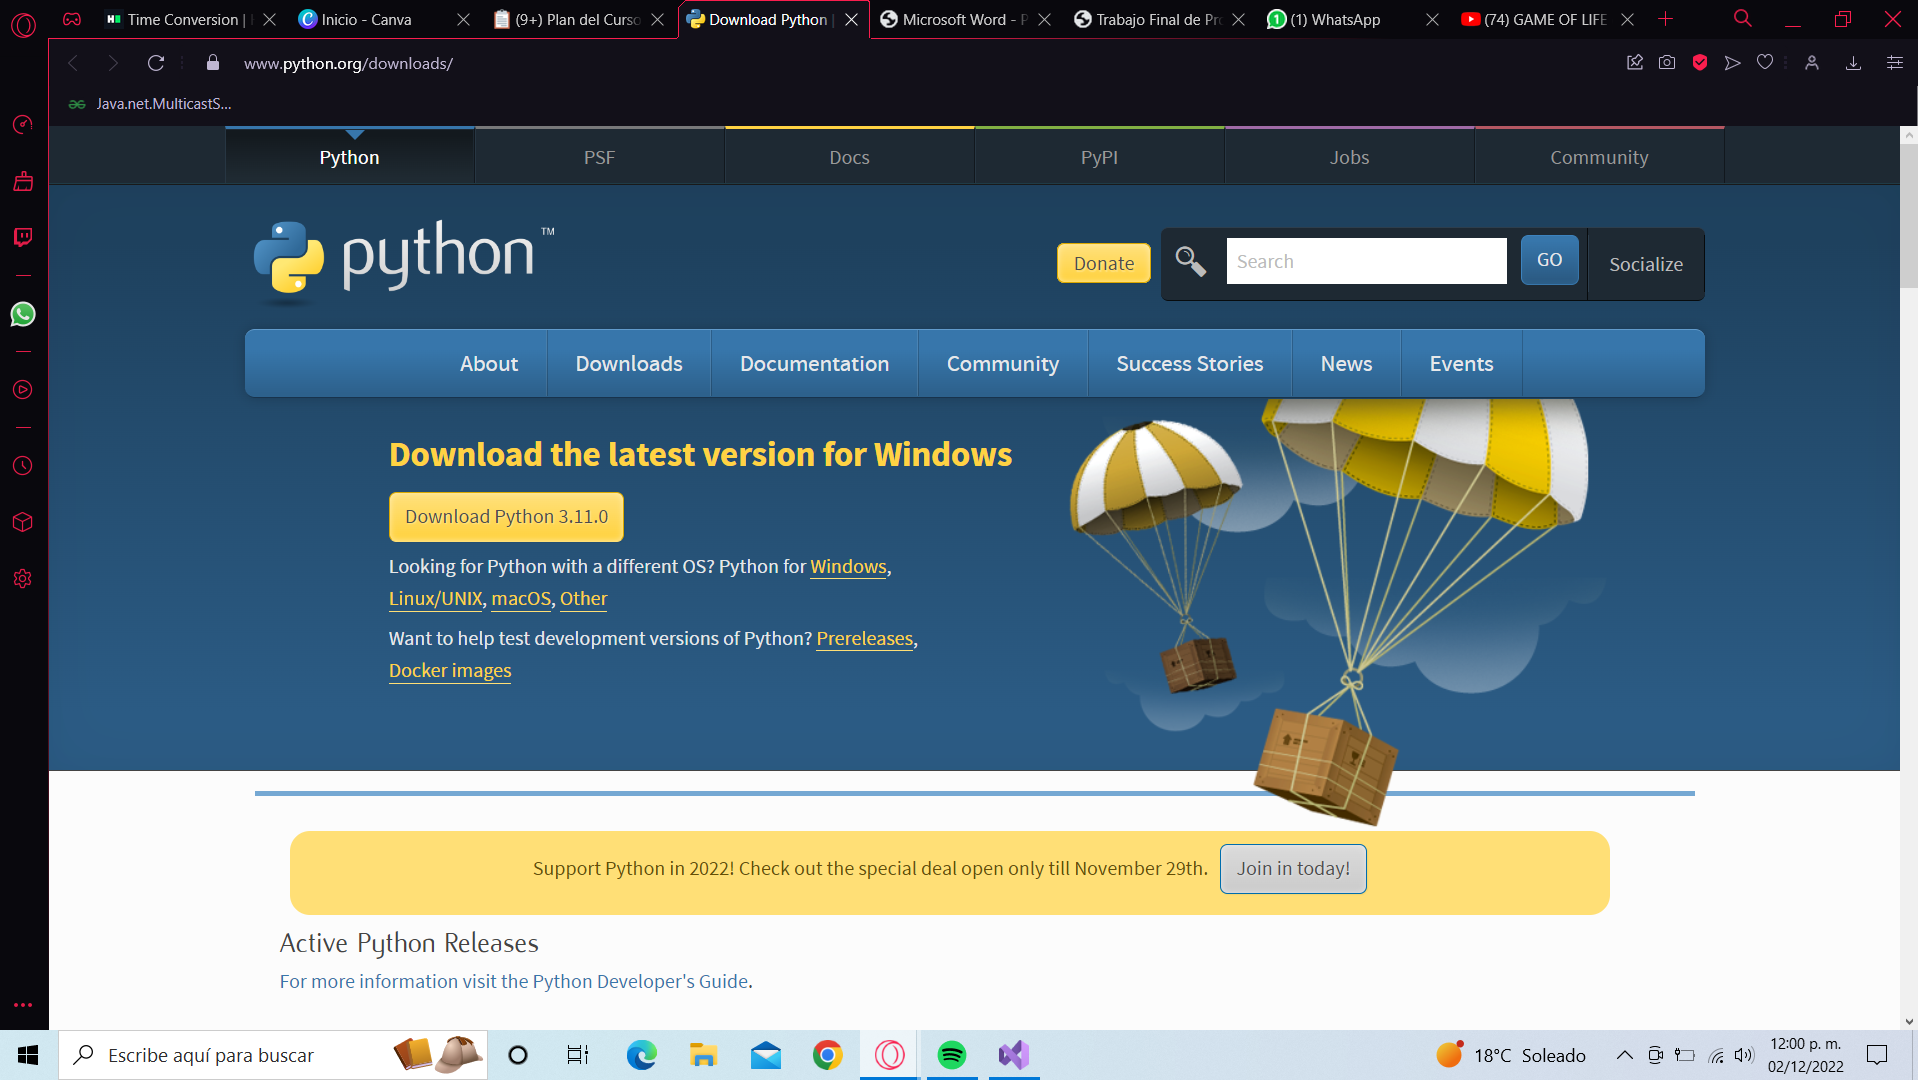 Time Conversion |
Inicio - Canva
(9+) Plan del Curso
Download Python |
Microsoft Word - P
Trabajo Final de Pro
(1) WhatsApp
(74) GAME OF LIFE
www.python.org/downloads/
Java.net.MulticastS...
Python
PSF
Docs
PyPI
Jobs
Community
python™
Donate
Search
GO
Socialize
About
Downloads
Documentation
Community
Success Stories
News
Events
Download the latest version for Windows
Download Python 3.11.0
Looking for Python with a different OS? Python for Windows,
Linux/UNIX, macOS, Other
Want to help test development versions of Python? Prereleases,
Docker images
Support Python in 2022! Check out the special deal open only till November 29th.
Join in today!
Active Python Releases
For more information visit the Python Developer's Guide.
Escribe aquí para buscar
18°C Soleado
12:00 p. m.
02/12/2022